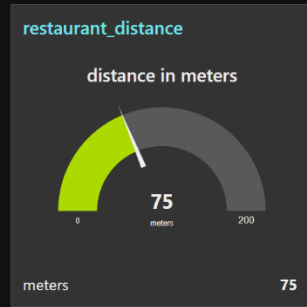 restaurant_distance
distance in meters
75
meters
0
200
meters 75